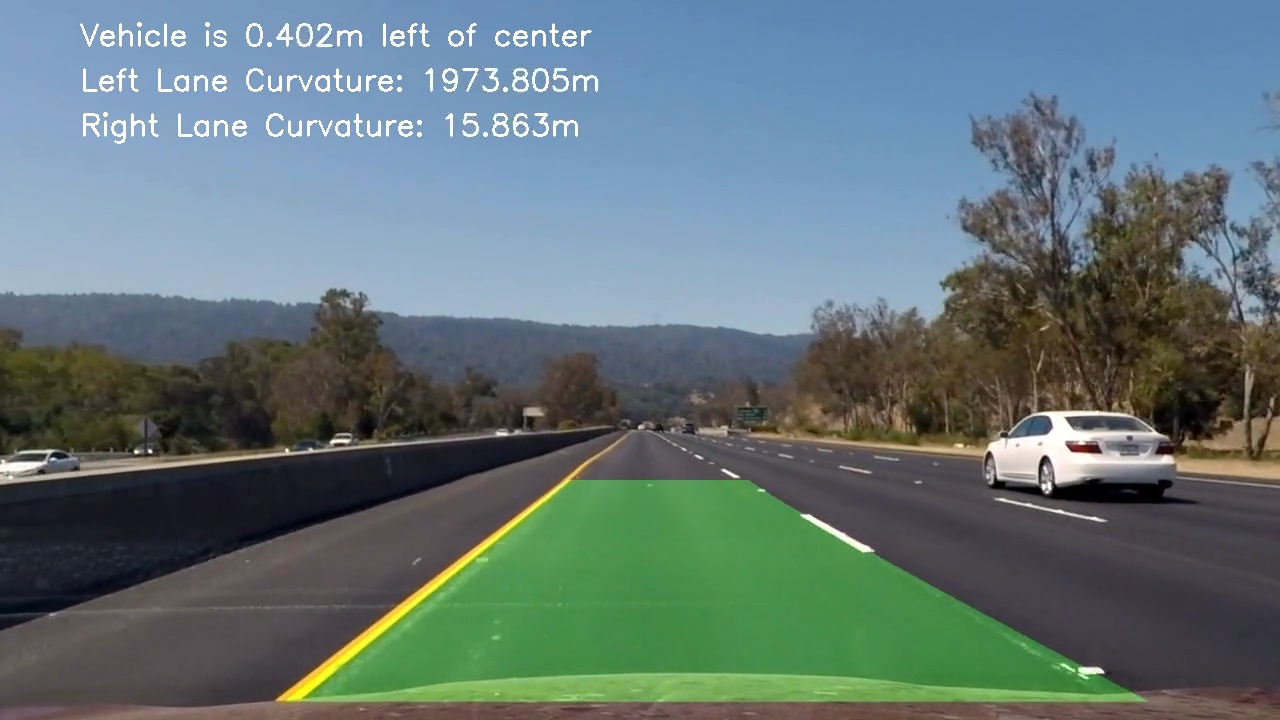 Vehicle is 0.402m left of center
Left Lane Curvature: 1973.805m
Right Lane Curvature: 15.863m